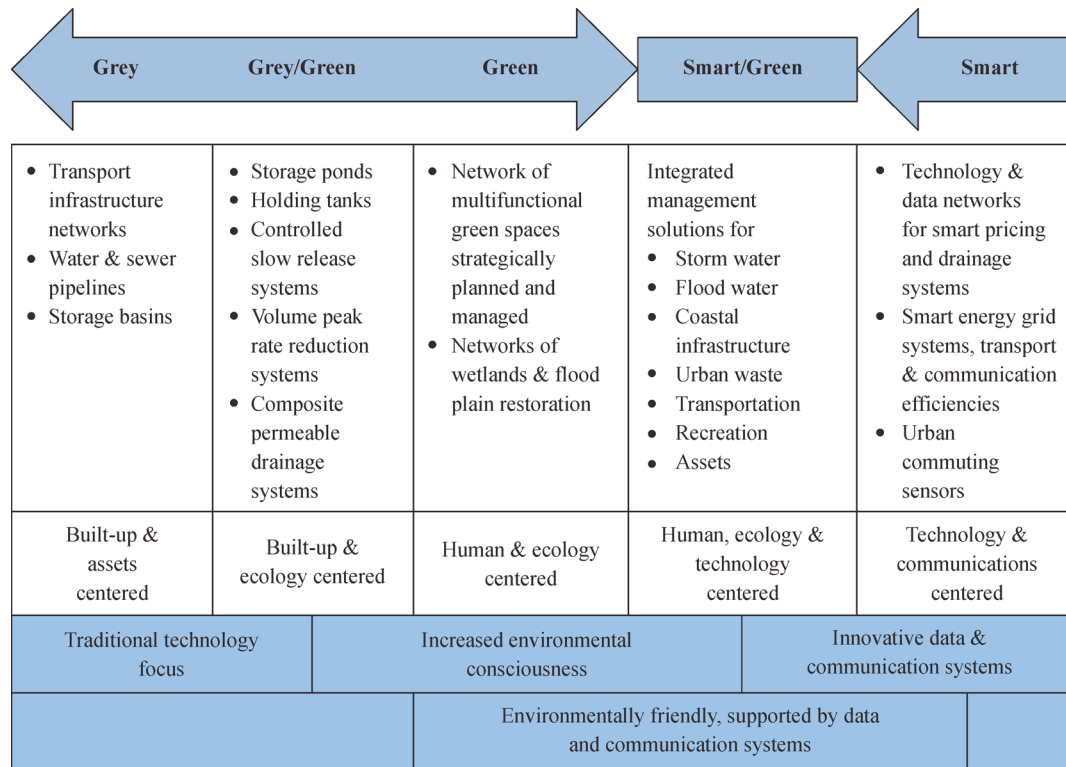 Grey
Grey/Green
Green
Smart/Green
Smart
• Transport
infrastructure
networks
• Water & sewer
pipelines
• Storage basins
• Storage ponds
• Holding tanks
• Controlled
slow release
systems
• Volume peak
rate reduction
systems
• Composite
permeable
drainage
systems
• Network of
multifunctional
green spaces
strategically
planned and
managed
• Networks of
wetlands & flood
plain restoration
Integrated
management
solutions for
• Storm water
• Flood water
• Coastal
infrastructure
• Urban waste
• Transportation
• Recreation
• Assets
• Technology &
data networks
for smart pricing
and drainage
systems
• Smart energy grid
systems, transport
& communication
efficiencies
• Urban
commuting
sensors
Built-up &
assets
centered
Built-up &
ecology centered
Human & ecology
centered
Human, ecology &
technology
centered
Technology &
communications
centered
Traditional technology
focus
Increased environmental
consciousness
Innovative data &
communication systems
Environmentally friendly, supported by data
and communication systems